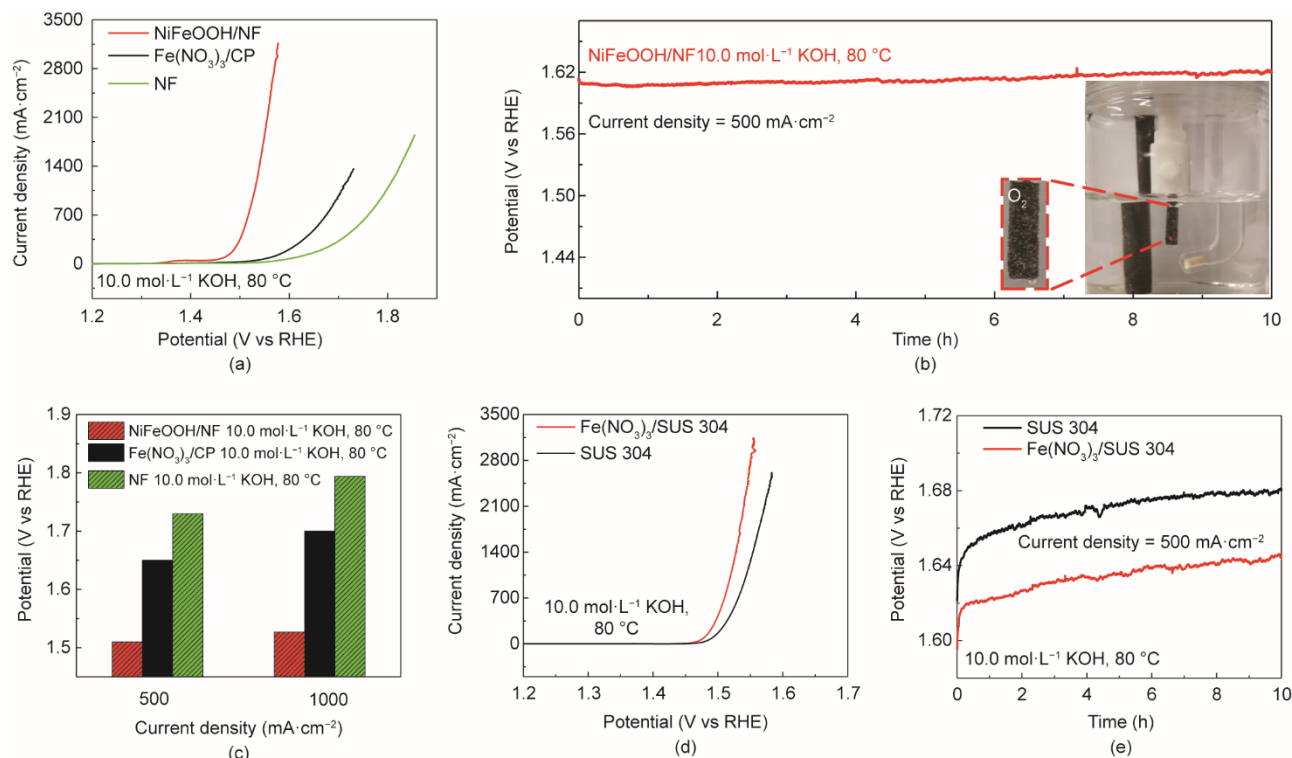 3500
2800
2100
1400
700
0
Current density (mA·cm⁻²)
NiFeOOH/NF
Fe(NO₃)₃/CP
NF
10.0 mol·L⁻¹ KOH, 80 °C
1.2 1.4 1.6 1.8
Potential (V vs RHE)
(a)
1.62
1.56
1.50
1.44
Potential (V vs RHE)
NiFeOOH/NF10.0 mol·L⁻¹ KOH, 80 °C
Current density = 500 mA·cm⁻²
O₂
0 2 4 6 8 10
Time (h)
(b)
1.9
1.8
1.7
1.6
1.5
Potential (V vs RHE)
NiFeOOH/NF 10.0 mol·L⁻¹ KOH, 80 °C
Fe(NO₃)₃/CP 10.0 mol·L⁻¹ KOH, 80 °C
NF 10.0 mol·L⁻¹ KOH, 80 °C
500 1000
Current density (mA·cm⁻²)
(c)
3500
2800
2100
1400
700
0
Current density (mA·cm⁻²)
Fe(NO₃)₃/SUS 304
SUS 304
10.0 mol·L⁻¹ KOH,
80 °C
1.2 1.3 1.4 1.5 1.6 1.7
Potential (V vs RHE)
(d)
1.72
1.68
1.64
1.60
Potential (V vs RHE)
SUS 304
Fe(NO₃)₃/SUS 304
Current density = 500 mA·cm⁻²
10.0 mol·L⁻¹ KOH, 80 °C
0 2 4 6 8 10
Time (h)
(e)